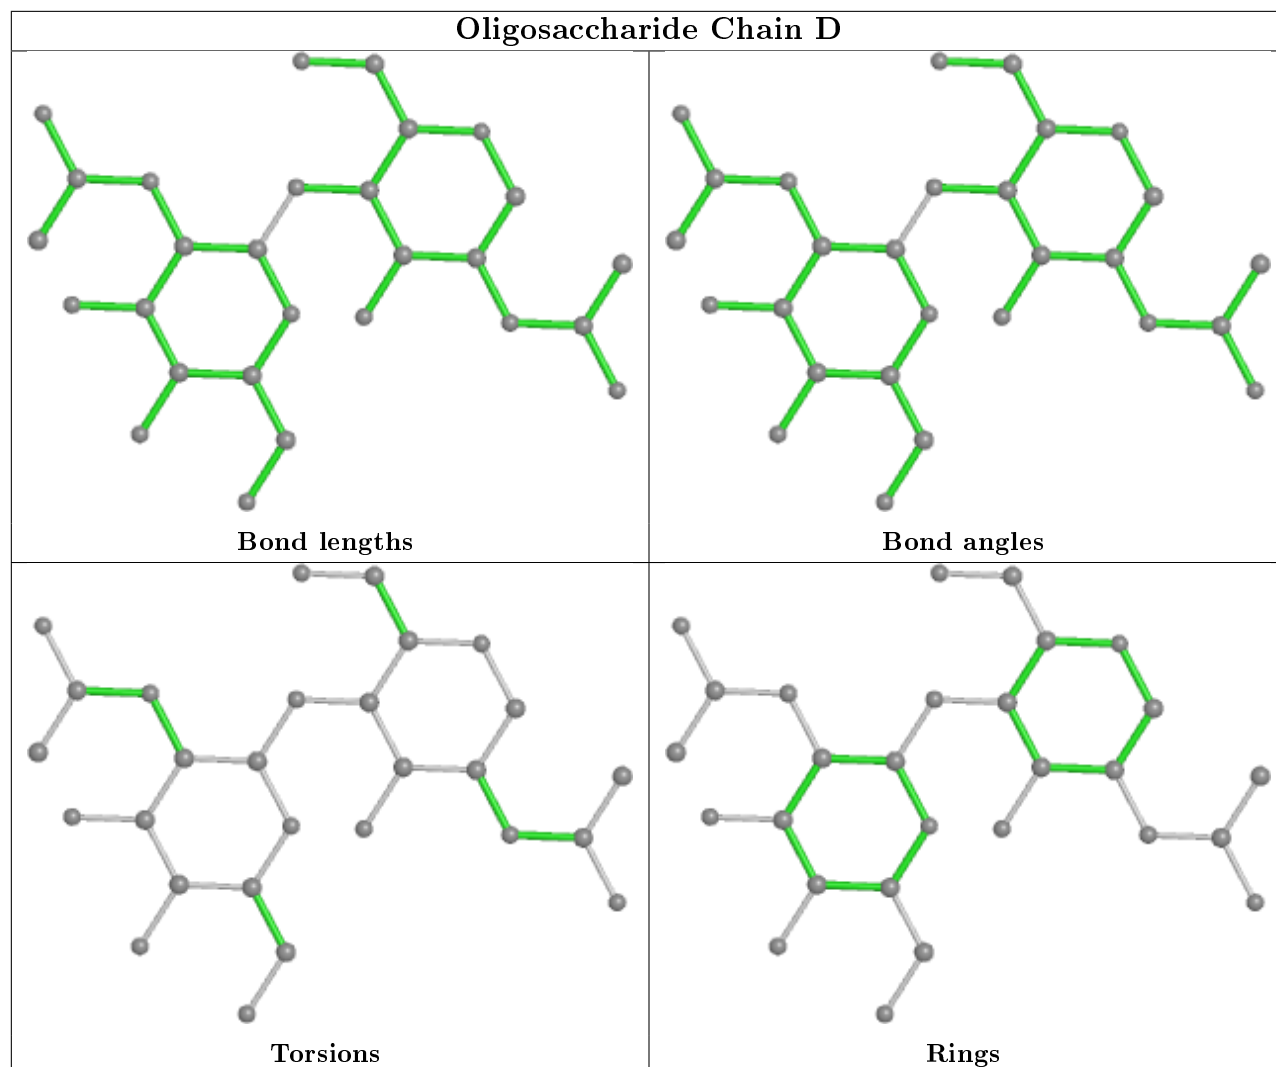 Oligosaccharide Chain D
Bond lengths
Bond angles
Torsions
Rings